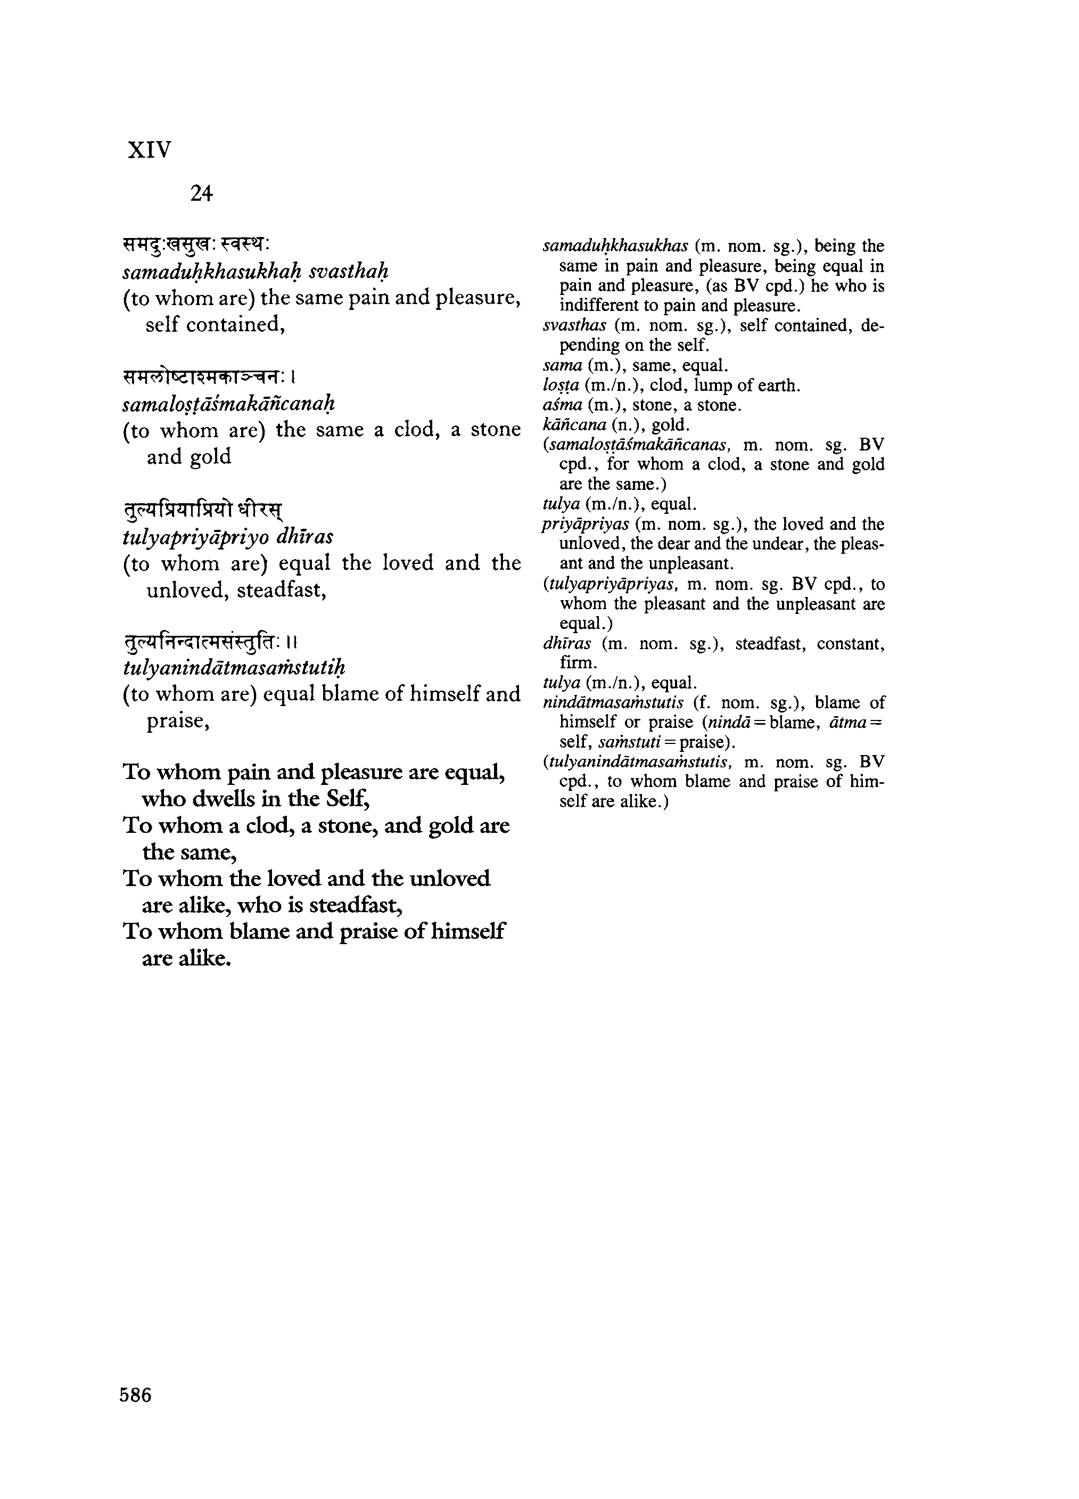 XIV
24
समदुःखसुखः स्वस्थः
samaduḥkhasukhaḥ svasthaḥ
(to whom are) the same pain and pleasure,
self contained,
समलोष्टाश्मकाञ्चनः ।
samaloṣṭāśmakāñcanaḥ
(to whom are) the same a clod, a stone
and gold
तुल्यप्रियाप्रियो धीरस्
tulyapriyāpriyo dhīras
(to whom are) equal the loved and the
unloved, steadfast,
तुल्यनिन्दात्मसंस्तुतिः ।।
tulyanindātmasaṁstutiḥ
(to whom are) equal blame of himself and
praise,
To whom pain and pleasure are equal,
who dwells in the Self,
To whom a clod, a stone, and gold are
the same,
To whom the loved and the unloved
are alike, who is steadfast,
To whom blame and praise of himself
are alike.
samaduḥkhasukhas (m. nom. sg.), being the
same in pain and pleasure, being equal in
pain and pleasure, (as BV cpd.) he who is
indifferent to pain and pleasure.
svasthas (m. nom. sg.), self contained, de-
pending on the self.
sama (m.), same, equal.
loṣṭa (m./n.), clod, lump of earth.
aśma (m.), stone, a stone.
kāñcana (n.), gold.
(samaloṣṭāśmakāñcanas, m. nom. sg. BV
cpd., for whom a clod, a stone and gold
are the same.)
tulya (m./n.), equal.
priyāpriyas (m. nom. sg.), the loved and the
unloved, the dear and the undear, the pleas-
ant and the unpleasant.
(tulyapriyāpriyas, m. nom. sg. BV cpd., to
whom the pleasant and the unpleasant are
equal.)
dhīras (m. nom. sg.), steadfast, constant,
firm.
tulya (m./n.), equal.
nindātmasaṁstutis (f. nom. sg.), blame of
himself or praise (nindā = blame, ātma =
self, saṁstuti = praise).
(tulyanindātmasaṁstutis, m. nom. sg. BV
cpd., to whom blame and praise of him-
self are alike.)
586